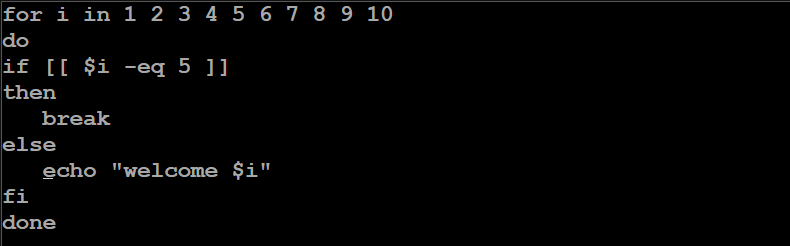 for i in 1 2 3 4 5 6 7 8 9 10
do
if [[ $i -eq 5 ]]
then
   break
else
   echo "welcome $i"
fi
done